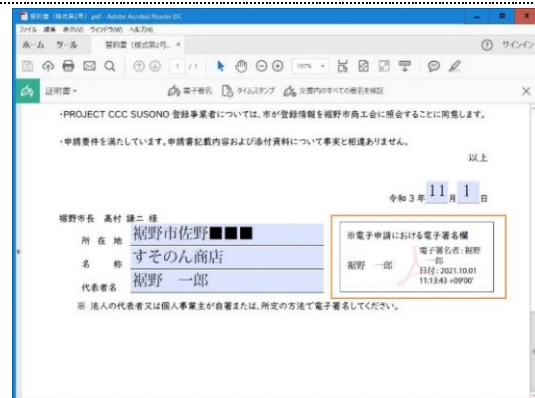 誓約書（様式第2号）.pdf - Adobe Acrobat Reader DC
ファイル 編集 表示(V) ウィンドウ(W) ヘルプ(H)
ホーム ツール 誓約書（様式第2号）... ×
サインイン
1 / 1
107%
証明書
電子署名 タイムスタンプ 文書内のすべての署名を検証
・PROJECT CCC SUSONO 登録事業者については、市が登録情報を裾野市商工会に照会することに同意します。
・申請要件を満たしています。申請書記載内容および添付資料について事実と相違ありません。
以上
令和 3 年 11 月 1 日
裾野市長 高村 謙二 様
所 在 地 裾野市佐野■■■
名 称 すそのん商店
代表者名 裾野 一郎
※電子申請における電子署名欄
裾野 一郎
電子署名者 : 裾野
一郎
日付 : 2021.10.01
11:13:43 +09'00'
※ 法人の代表者又は個人事業主が自署または、所定の方法で電子署名してください。